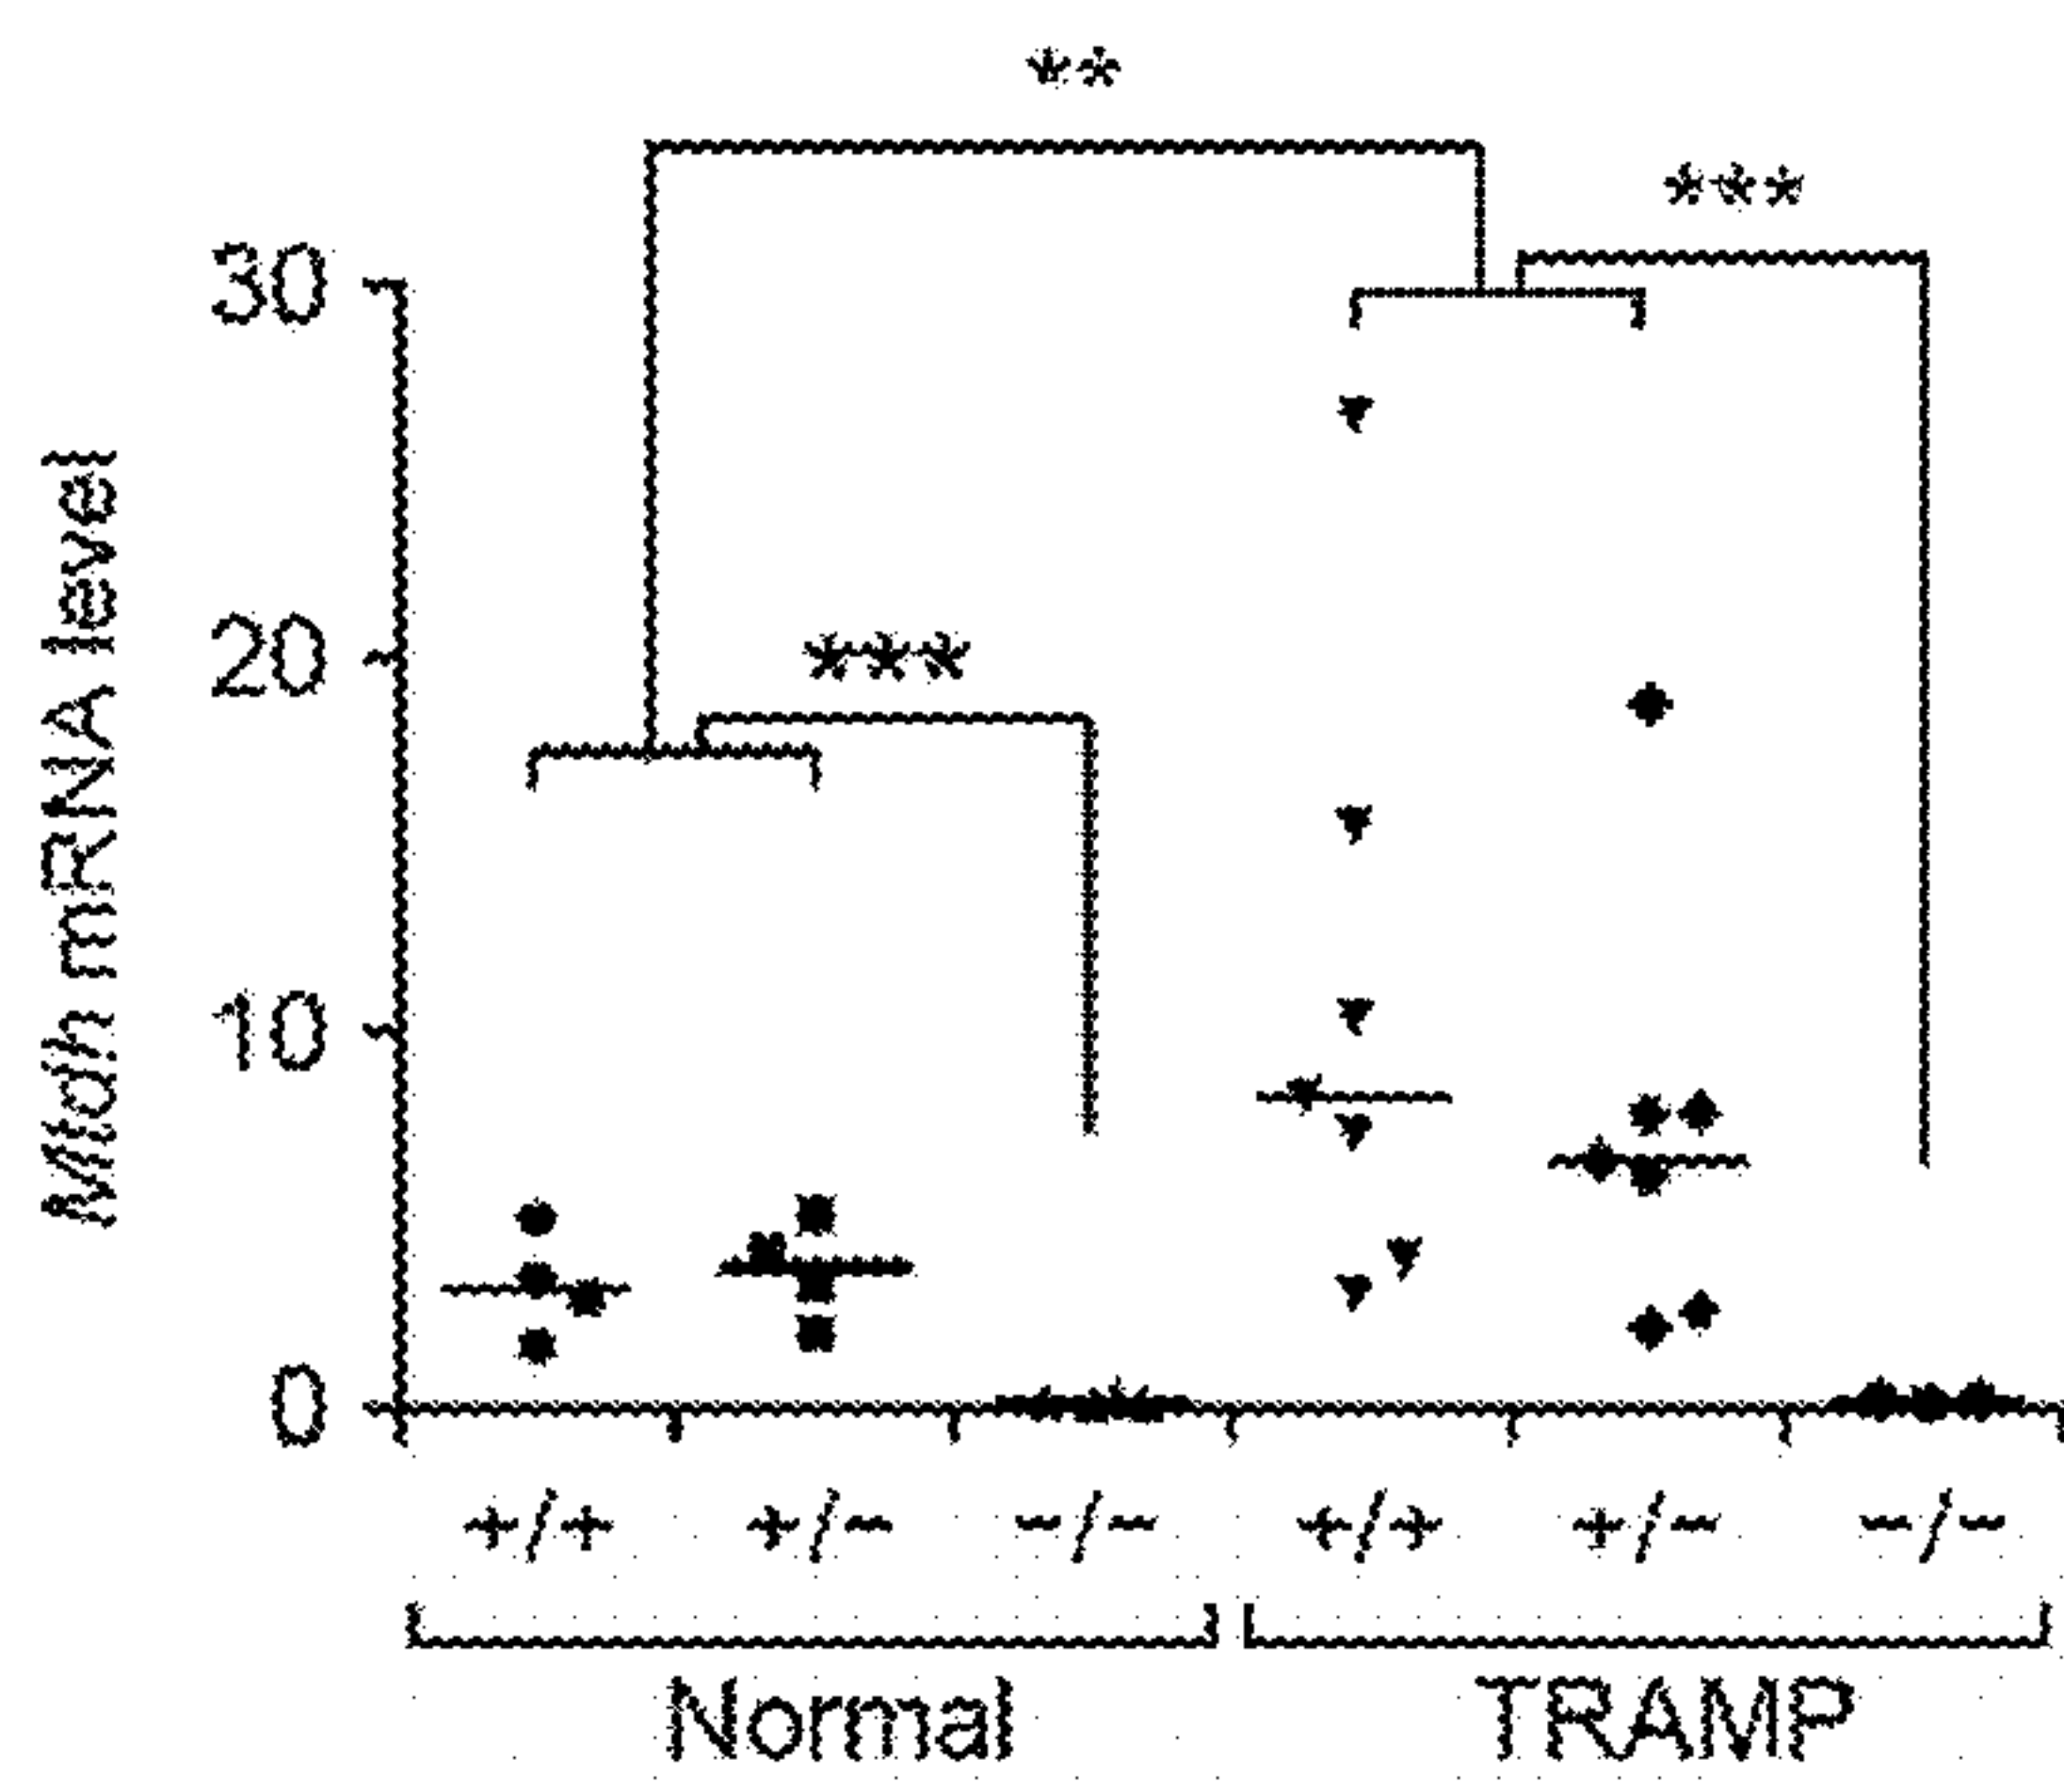 **
***
30
***
20
10
0
Mtdh mRNA level
+/+ +/− −/− +/+ +/− −/−
Normal TRAMP